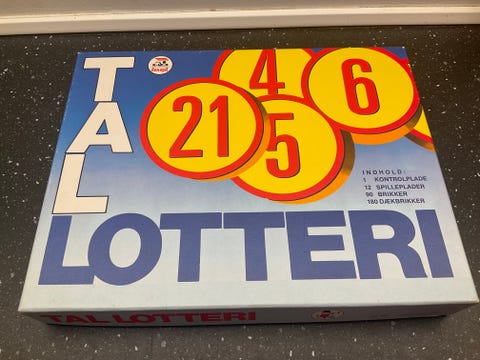 TAL
LOTTERI
21
4
5
6
INDHOLD:
1 KONTROLPLADE
12 SPILLEPLADER
90 BRIKKER
180 DÆKBRIKKER
TAL LOTTERI